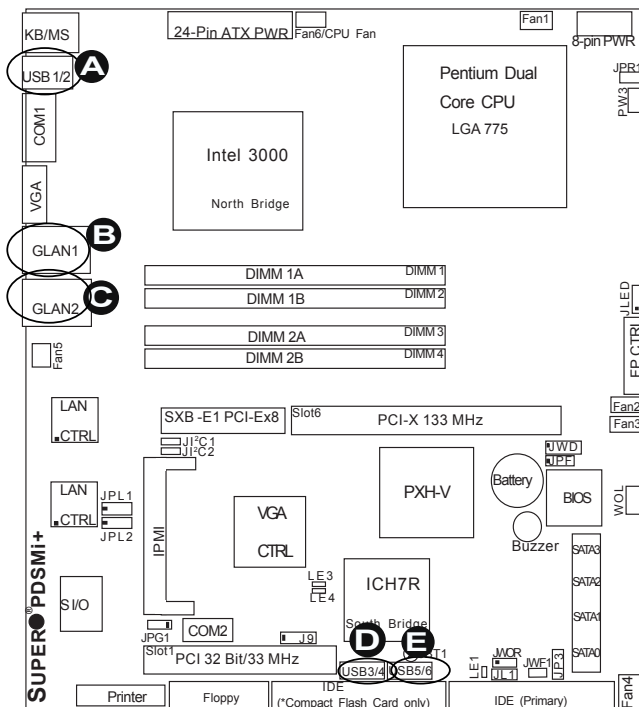 KB/MS
24-Pin ATX PWR
Fan6/CPU Fan
Fan1
8-pin PWR
USB 1/2
A
JPR1
PW3
COM1
Pentium Dual
Core CPU
LGA 775
Intel 3000
North Bridge
VGA
B
GLAN1
C
GLAN2
DIMM 1A
DIMM 1
DIMM 1B
DIMM 2
DIMM 2A
DIMM 3
DIMM 2B
DIMM 4
JLED
FP CTRL
Fan5
Fan2
Fan3
LAN
CTRL
SXB -E1 PCI-Ex8
Slot6
PCI-X 133 MHz
JI²C1
JI²C2
JWD
JPF
Battery
BIOS
WOL
PXH-V
Buzzer
LAN
CTRL
JPL1
JPL2
IPMI
VGA
CTRL
SATA3
SATA2
SATA1
SATA0
LE3
LE4
ICH7R
South Bridge
S I/O
SUPER®PDSMi+
JPG1
COM2
J9
D
E
T1
Slot1
PCI 32 Bit/33 MHz
USB3/4
USB5/6
LE1
JWOR
JL1
JWF1
JP3
Fan4
Printer
Floppy
IDE
(*Compact Flash Card only)
IDE (Primary)